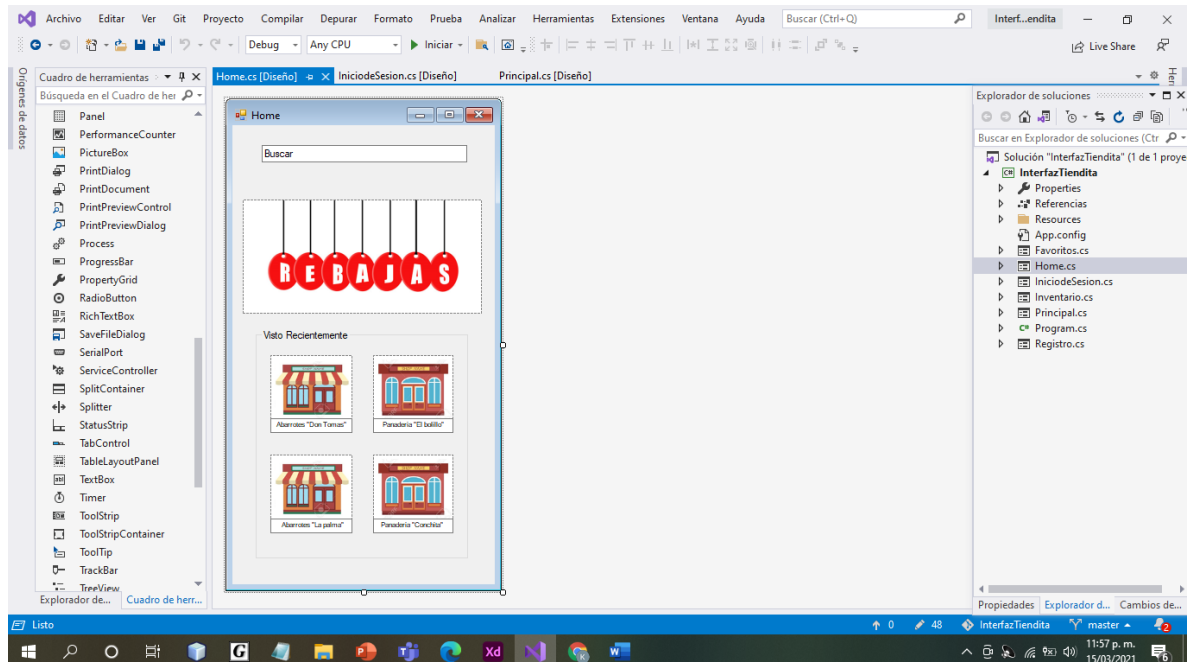 Archivo Editar Ver Git Proyecto Compilar Depurar Formato Prueba Analizar Herramientas Extensiones Ventana Ayuda Buscar (Ctrl+Q) Interf...endita
Debug Any CPU Iniciar Live Share
Orígenes de datos
Cuadro de herramientas
Búsqueda en el Cuadro de her
Panel
PerformanceCounter
PictureBox
PrintDialog
PrintDocument
PrintPreviewControl
PrintPreviewDialog
Process
ProgressBar
PropertyGrid
RadioButton
RichTextBox
SaveFileDialog
SerialPort
ServiceController
SplitContainer
Splitter
StatusStrip
TabControl
TableLayoutPanel
TextBox
Timer
ToolStrip
ToolStripContainer
ToolTip
TrackBar
TreeView
Explorador de... Cuadro de herr...
Home.cs [Diseño] IniciodeSesion.cs [Diseño] Principal.cs [Diseño]
Home
Buscar
REBAJAS
Visto Recientemente
Abarrotes "Don Tomas" Panaderia "El bolillo"
Abarrotes "La palma" Panaderia "Conchita"
Explorador de soluciones
Buscar en Explorador de soluciones (Ctr
Solución "InterfazTiendita" (1 de 1 proye
InterfazTiendita
Properties
Referencias
Resources
App.config
Favoritos.cs
Home.cs
IniciodeSesion.cs
Inventario.cs
Principal.cs
Program.cs
Registro.cs
Propiedades Explorador d... Cambios de...
Listo 0 48 InterfazTiendita master 2
11:57 p. m.
15/03/2021
6